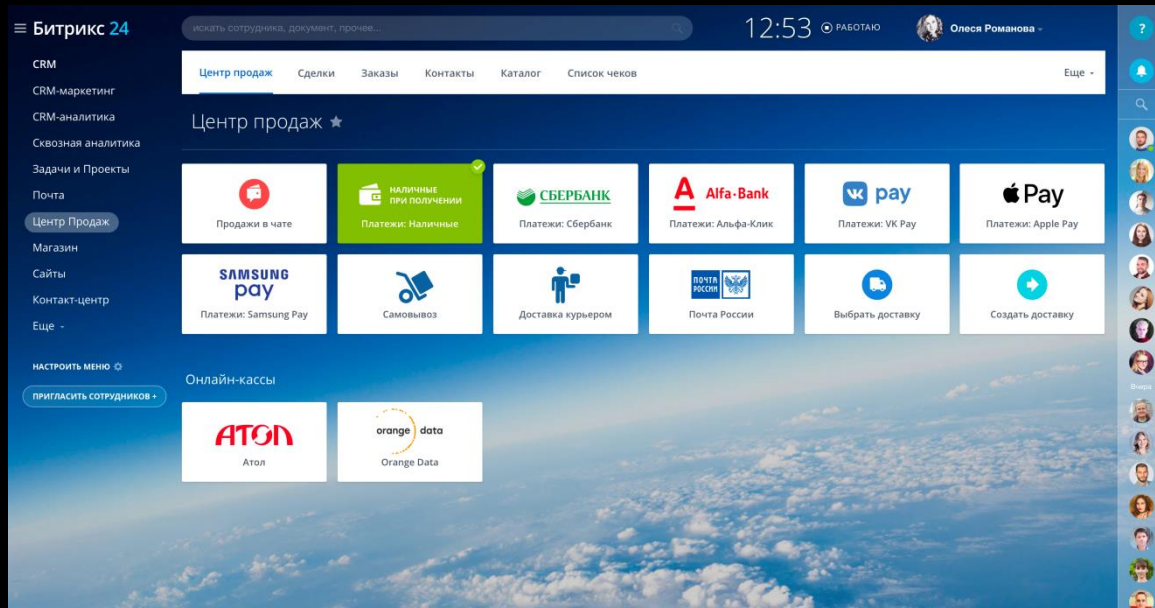 Битрикс 24
искать сотрудника, документ, прочее...
12:53 РАБОТАЮ
Олеся Романова
?
CRM
CRM-маркетинг
CRM-аналитика
Сквозная аналитика
Задачи и Проекты
Почта
Центр Продаж
Магазин
Сайты
Контакт-центр
Еще -
НАСТРОИТЬ МЕНЮ
ПРИГЛАСИТЬ СОТРУДНИКОВ +
Центр продаж Сделки Заказы Контакты Каталог Список чеков Еще -
Центр продаж
Продажи в чате
НАЛИЧНЫЕ
ПРИ ПОЛУЧЕНИИ
Платежи: Наличные
СБЕРБАНК
Платежи: Сбербанк
А Alfa-Bank
Платежи: Альфа-Клик
VK pay
Платежи: VK Pay
Pay
Платежи: Apple Pay
SAMSUNG
pay
Платежи: Samsung Pay
Самовывоз
Доставка курьером
ПОЧТА
РОССИИ
Почта России
Выбрать доставку
Создать доставку
Онлайн-кассы
АТОЛ
Атол
orange data
Orange Data
Вчера